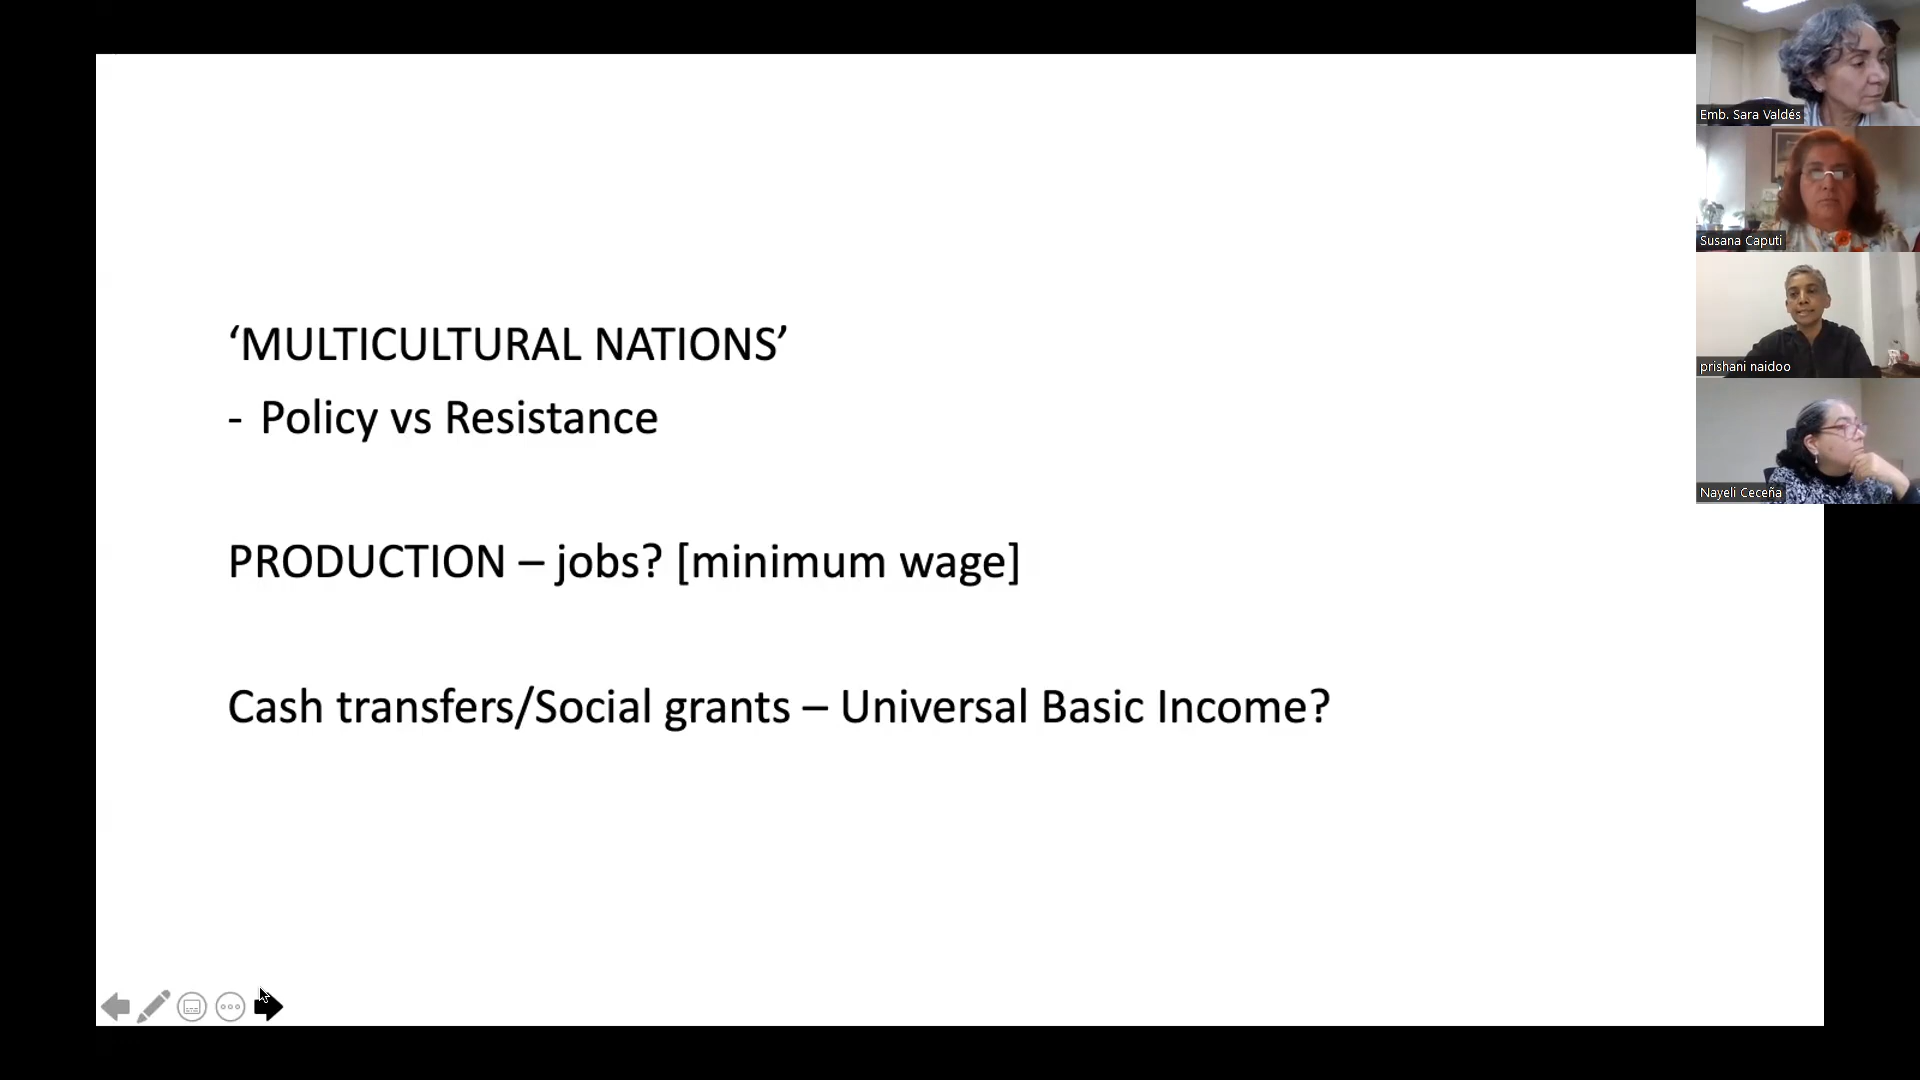 ‘MULTICULTURAL NATIONS’
- Policy vs Resistance
PRODUCTION – jobs? [minimum wage]
Cash transfers/Social grants – Universal Basic Income?
Emb. Sara Valdés
Susana Caputi
prishani naidoo
Nayeli Ceceña